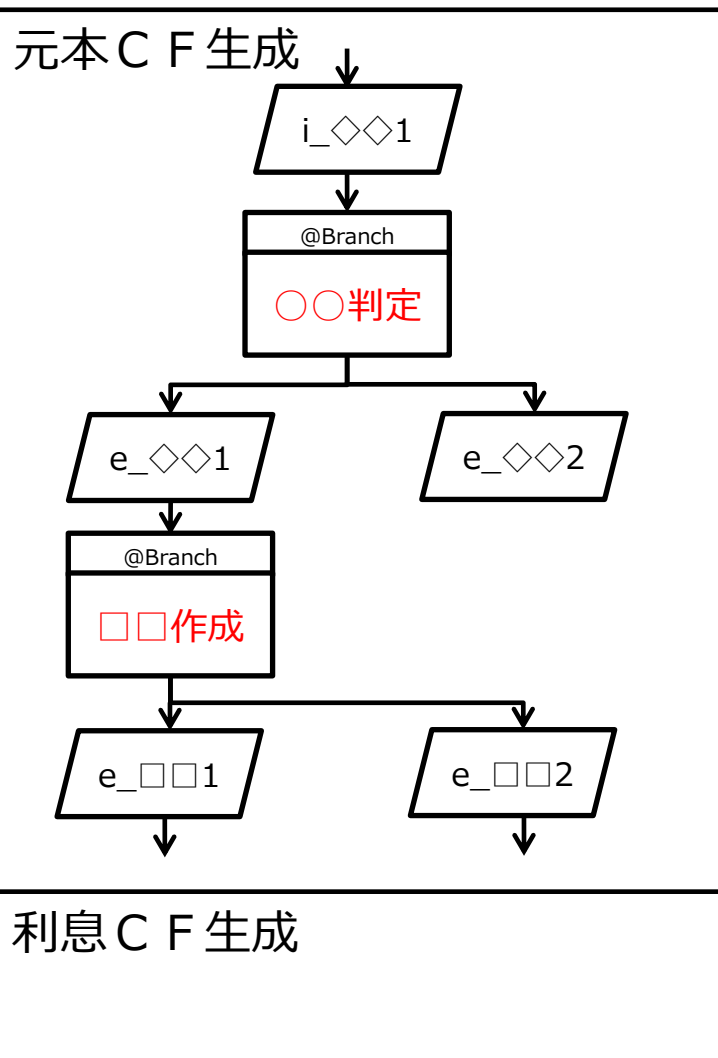 元本ＣＦ生成
i_◇◇1
@Branch
○○判定
e_◇◇1
e_◇◇2
@Branch
□□作成
e_□□1
e_□□2
利息ＣＦ生成